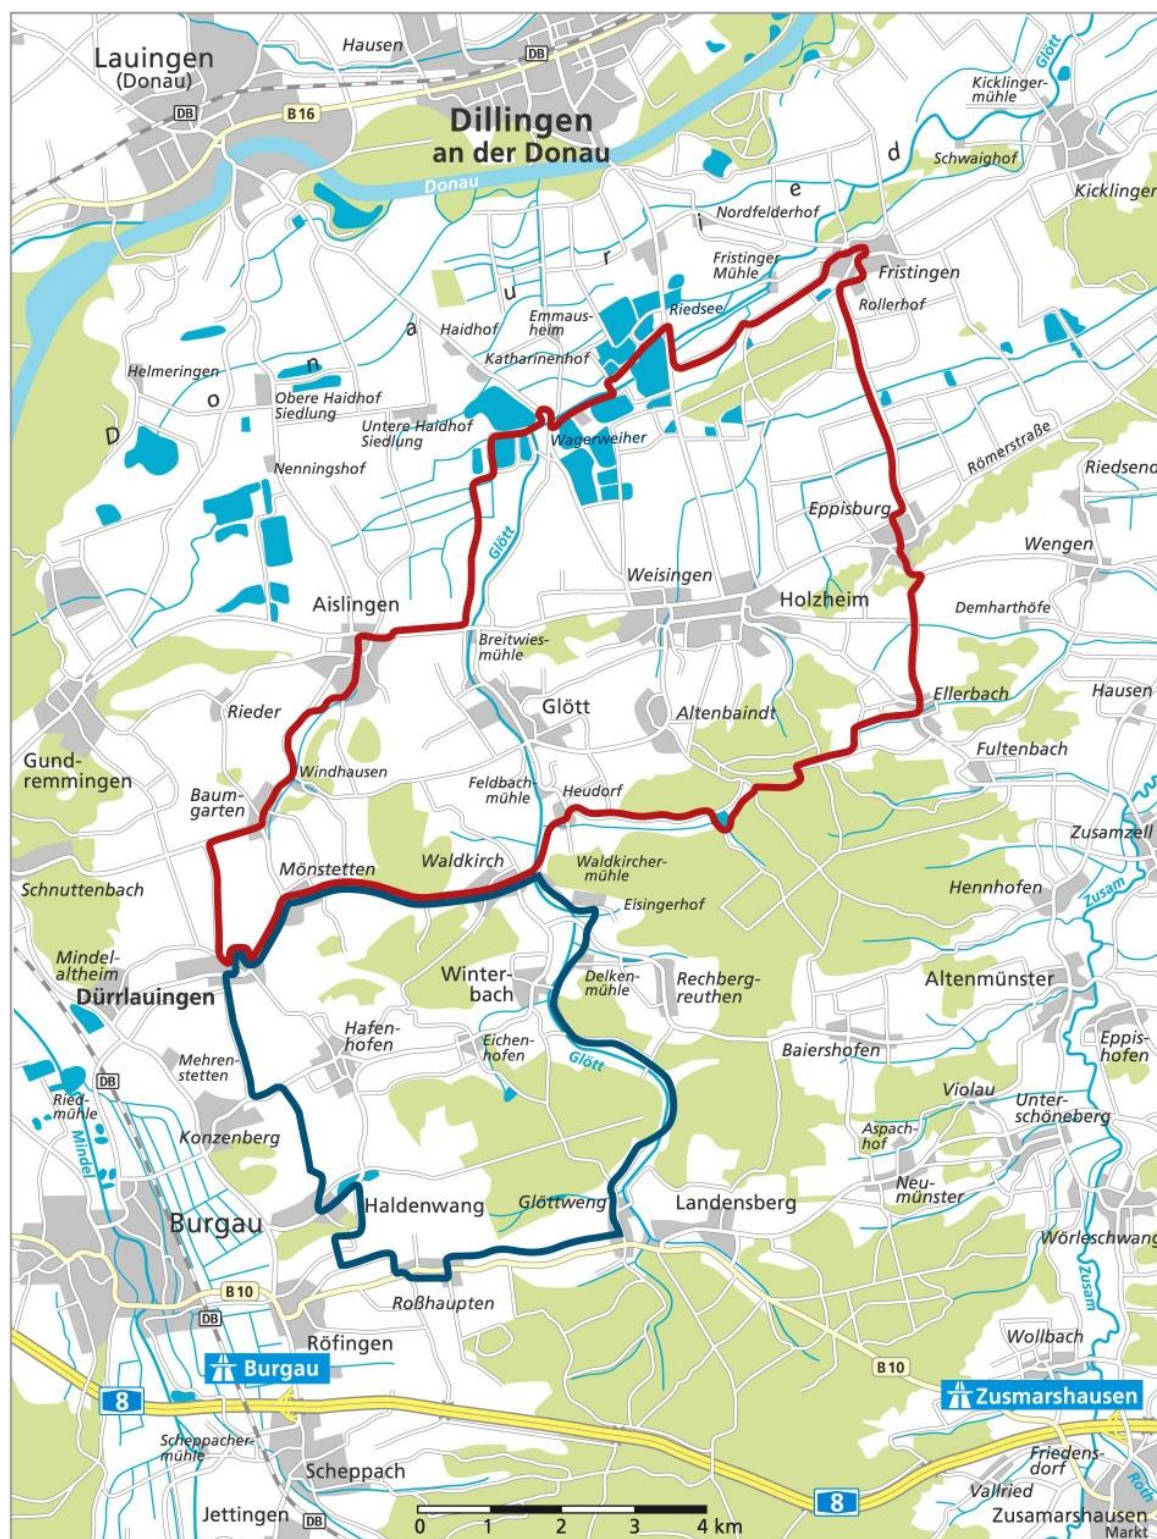 Lauingen
(Donau)
Hausen
DB
DB
B 16
Dillingen
an der Donau
Donau
Glött
Kicklinger-
mühle
Schwaighof
Kicklinger
Donauried
Nordfelderhof
Fristinger
Mühle
Fristingen
Rollerhof
Riedsee
Emmaus-
heim
Haidhof
Katharinenhof
Helmeringen
Obere Haidhof
Siedlung
Untere Haidhof
Siedlung
Wagerweiher
Nenningshof
Römerstraße
Riedsend
Eppisburg
Glött
Wengen
Weisingen
Aislingen
Holzheim
Demharthöfe
Breitwies-
mühle
Ellerbach
Hausen
Rieder
Glött
Altenbaindt
Gund-
remmingen
Windhausen
Fultenbach
Baum-
garten
Feldbach-
mühle
Heudorf
Zusamzell
Mönstetten
Waldkirch
Waldkircher-
mühle
Schnuttenbach
Hennhofen
Zusam
Eisingerhof
Mindel-
altheim
Dürrlauingen
Winter-
bach
Delken-
mühle
Rechberg-
reuthen
Altenmünster
Hafen-
hofen
Eichen-
hofen
Glött
Baiershofen
Eppis-
hofen
Mehren-
stetten
DB
Ried-
mühle
Mindel
Violau
Unter-
schöneberg
Aspach-
hof
Konzenberg
Neu-
münster
Burgau
Haldenwang
Glöttweng
Landensberg
Wörleschwang
Zusam
B 10
Roßhaupten
DB
Röfingen
Wollbach
Burgau
B 10
8
Zusmarshausen
Scheppacher-
mühle
Scheppach
Friedens-
dorf
Vallried
Roth
Jettingen
DB
8
Zusamarshausen
Markt
0 1 2 3 4 km